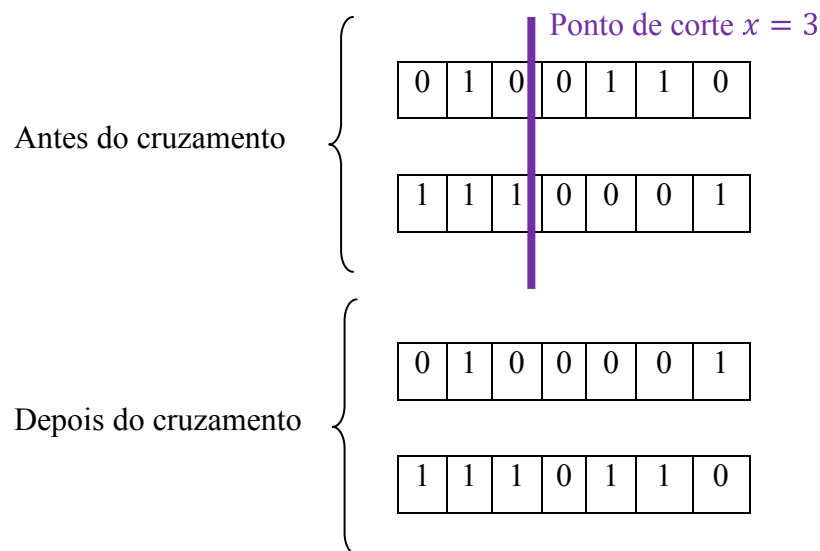 Ponto de corte 𝑥 = 3
0 1 0 0 1 1 0
Antes do cruzamento
1 1 1 0 0 0 1
0 1 0 0 0 0 1
Depois do cruzamento
1 1 1 0 1 1 0